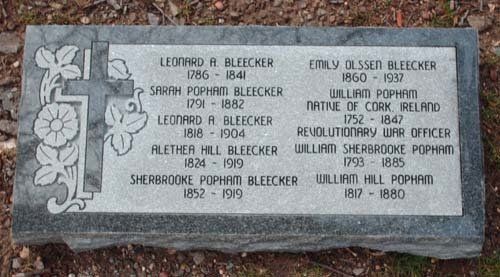 LEONARD A. BLEECKER
1786 - 1841
SARAH POPHAM BLEECKER
1791 - 1882
LEONARD A. BLEECKER
1818 - 1904
ALETHEA HILL BLEECKER
1824 - 1919
SHERBROOKE POPHAM BLEECKER
1852 - 1919
EMILY OLSSEN BLEECKER
1860 - 1937
WILLIAM POPHAM
NATIVE OF CORK, IRELAND
1752 - 1847
REVOLUTIONARY WAR OFFICER
WILLIAM SHERBROOKE POPHAM
1793 - 1885
WILLIAM HILL POPHAM
1817 - 1880